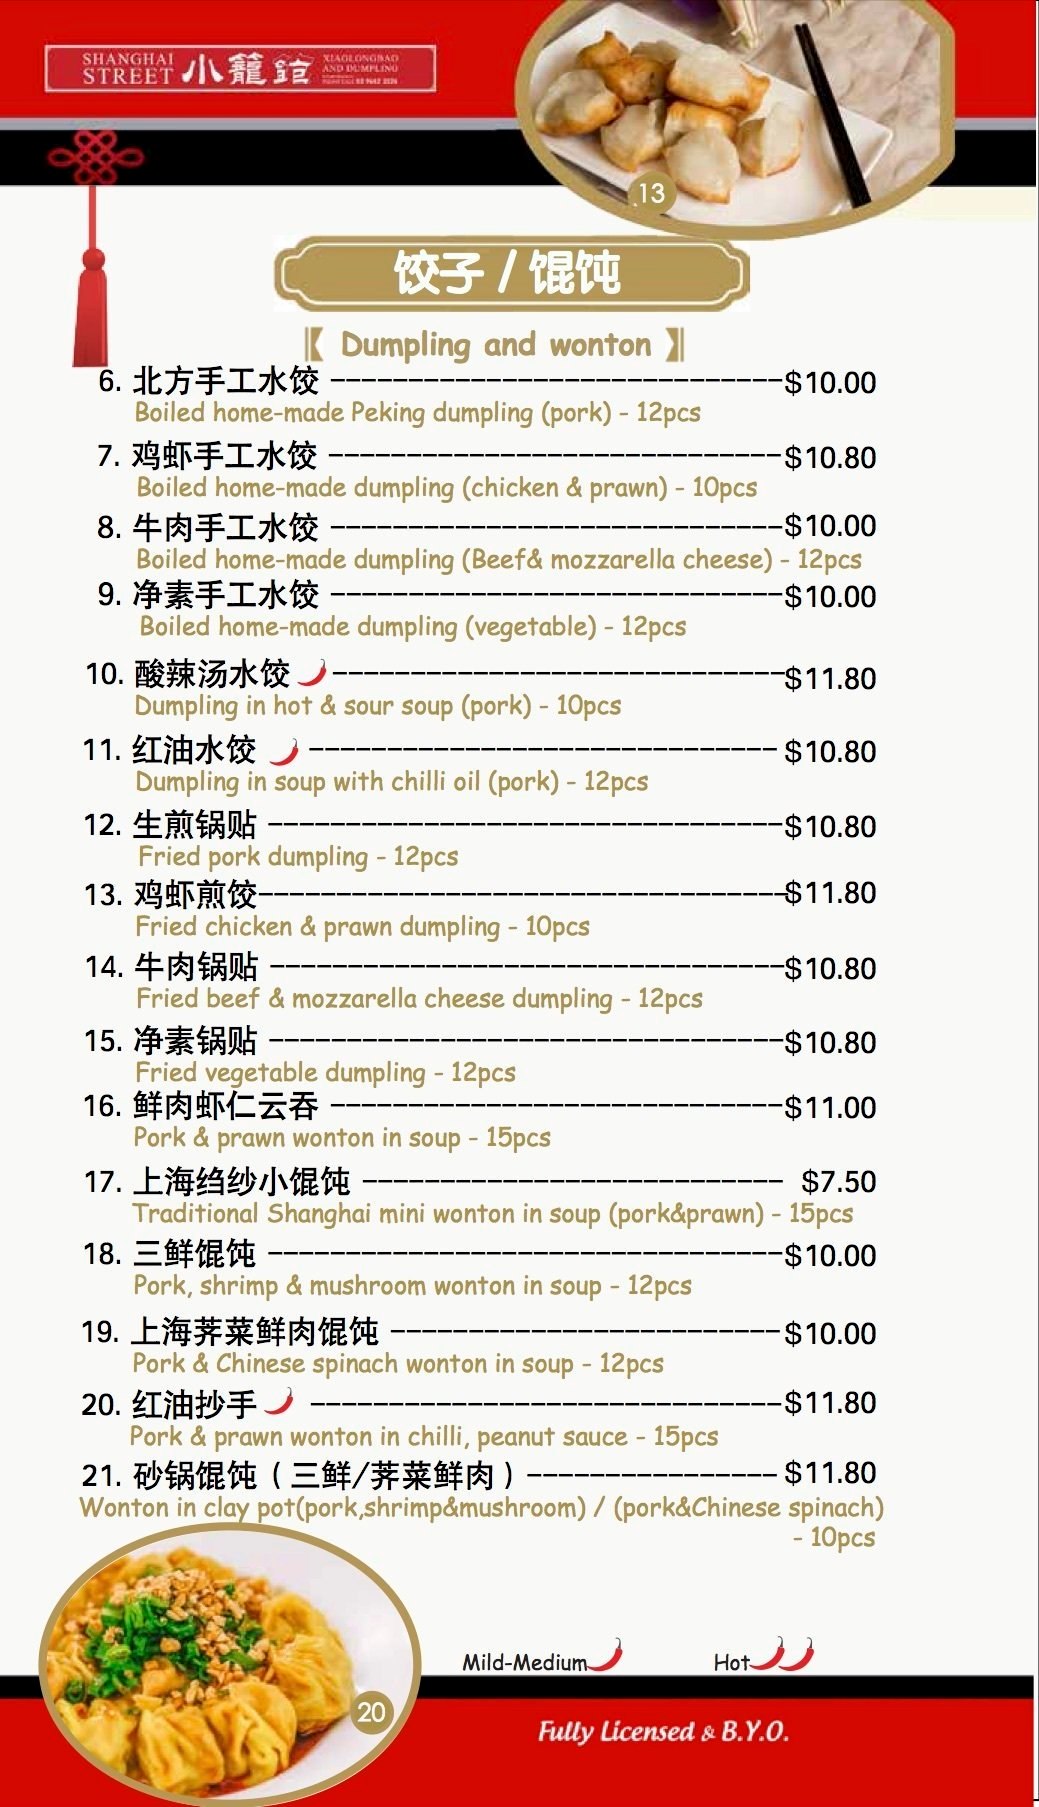 SHANGHAI
STREET 小籠館
XIAOLONGBAO
AND DUMPLING
13
饺子 / 馄饨
Dumpling and wonton
6. 北方手工水饺 $10.00
Boiled home-made Peking dumpling (pork) - 12pcs
7. 鸡虾手工水饺 $10.80
Boiled home-made dumpling (chicken & prawn) - 10pcs
8. 牛肉手工水饺 $10.00
Boiled home-made dumpling (Beef& mozzarella cheese) - 12pcs
9. 净素手工水饺 $10.00
Boiled home-made dumpling (vegetable) - 12pcs
10. 酸辣汤水饺 $11.80
Dumpling in hot & sour soup (pork) - 10pcs
11. 红油水饺 $10.80
Dumpling in soup with chilli oil (pork) - 12pcs
12. 生煎锅贴 $10.80
Fried pork dumpling - 12pcs
13. 鸡虾煎饺 $11.80
Fried chicken & prawn dumpling - 10pcs
14. 牛肉锅贴 $10.80
Fried beef & mozzarella cheese dumpling - 12pcs
15. 净素锅贴 $10.80
Fried vegetable dumpling - 12pcs
16. 鲜肉虾仁云吞 $11.00
Pork & prawn wonton in soup - 15pcs
17. 上海绉纱小馄饨 $7.50
Traditional Shanghai mini wonton in soup (pork&prawn) - 15pcs
18. 三鲜馄饨 $10.00
Pork, shrimp & mushroom wonton in soup - 12pcs
19. 上海荠菜鲜肉馄饨 $10.00
Pork & Chinese spinach wonton in soup - 12pcs
20. 红油抄手 $11.80
Pork & prawn wonton in chilli, peanut sauce - 15pcs
21. 砂锅馄饨 ( 三鲜/荠菜鲜肉 ) $11.80
Wonton in clay pot(pork,shrimp&mushroom) / (pork&Chinese spinach)
- 10pcs
Mild-Medium Hot
20
Fully Licensed & B.Y.O.